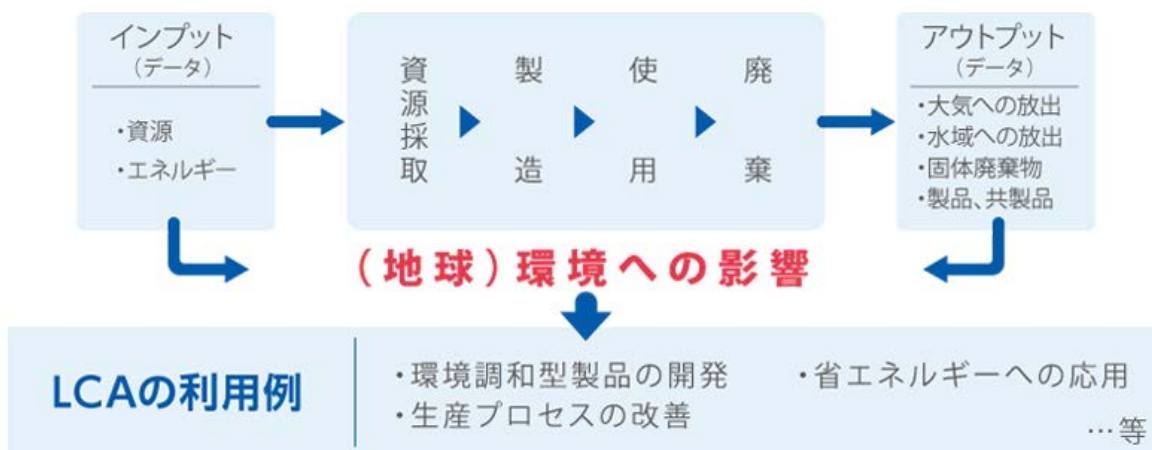 インプット
(データ)
・資源
・エネルギー
資源採取
製造
使用
廃棄
アウトプット
(データ)
・大気への放出
・水域への放出
・固体廃棄物
・製品、共製品
(地球)環境への影響
LCAの利用例
・環境調和型製品の開発
・省エネルギーへの応用
・生産プロセスの改善
…等